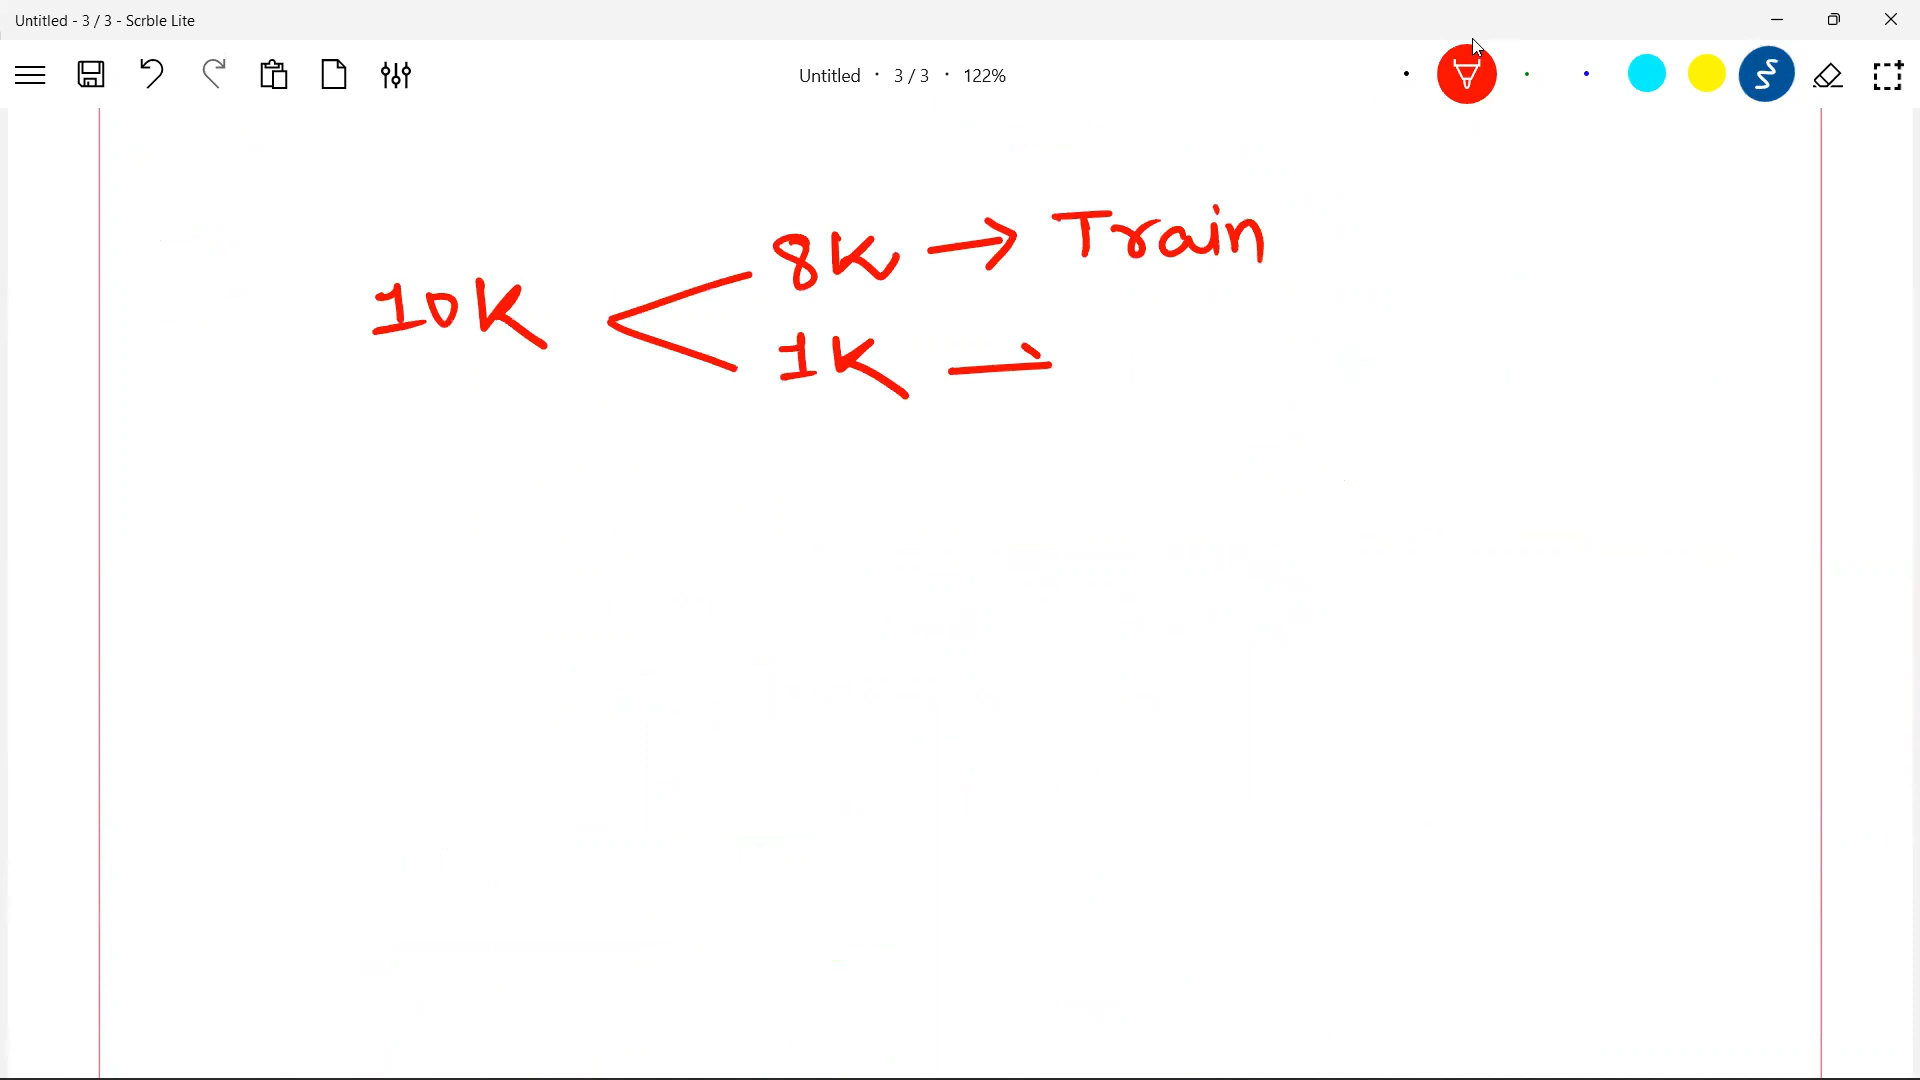 Untitled - 3 / 3 - Scrble Lite
Untitled · 3 / 3 · 122%
8K → Train
10K
1K